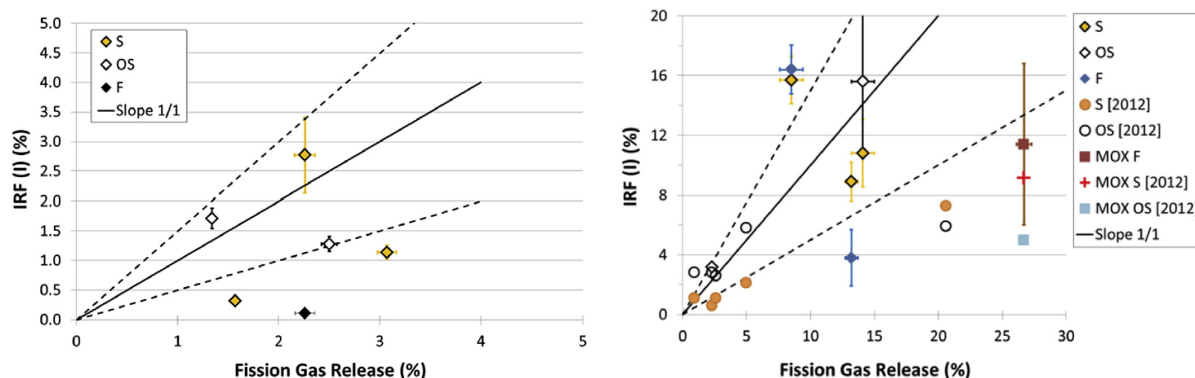 5.0
4.5
4.0
3.5
3.0
2.5
2.0
1.5
1.0
0.5
0.0
IRF (I) (%)
S
OS
F
Slope 1/1
0 1 2 3 4 5
Fission Gas Release (%)
20
16
12
8
4
0
IRF (I) (%)
0 5 10 15 20 25 30
Fission Gas Release (%)
S
OS
F
S [2012]
OS [2012]
MOX F
MOX S [2012]
MOX OS [2012]
Slope 1/1